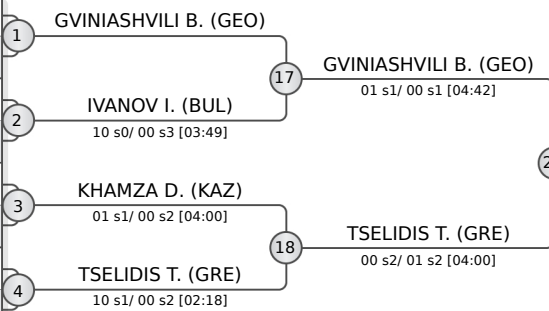 GVINIASHVILI B. (GEO)
1
17
GVINIASHVILI B. (GEO)
01 s1/ 00 s1 [04:42]
IVANOV I. (BUL)
2
10 s0/ 00 s3 [03:49]
KHAMZA D. (KAZ)
3
01 s1/ 00 s2 [04:00]
18
TSELIDIS T. (GRE)
00 s2/ 01 s2 [04:00]
TSELIDIS T. (GRE)
4
10 s1/ 00 s2 [02:18]